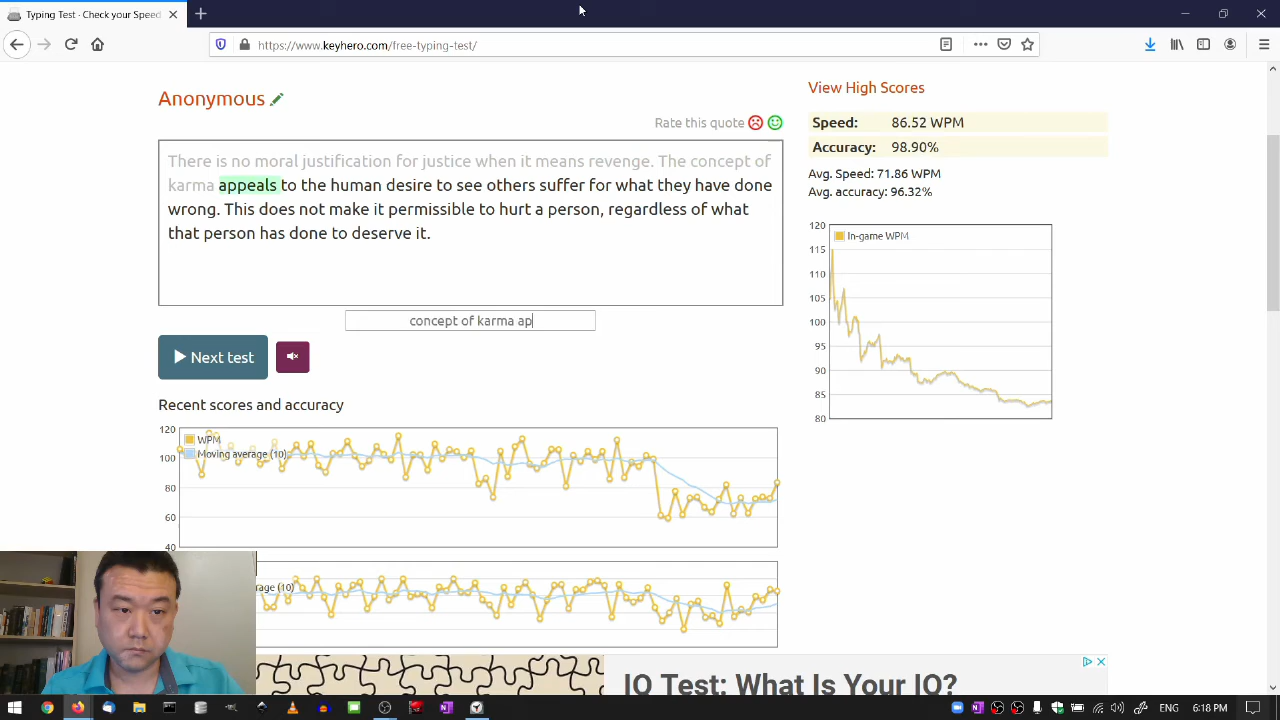 Typing Test - Check your Speed
https://www.keyhero.com/free-typing-test/
Anonymous
Rate this quote
There is no moral justification for justice when it means revenge. The concept of
karma appeals to the human desire to see others suffer for what they have done
wrong. This does not make it permissible to hurt a person, regardless of what
that person has done to deserve it.
concept of karma ap
Next test
Recent scores and accuracy
120
WPM
Moving average (10)
100
80
60
40
rage (10)
View High Scores
Speed: 86.52 WPM
Accuracy: 98.90%
Avg. Speed: 71.86 WPM
Avg. accuracy: 96.32%
120
In-game WPM
115
110
105
100
95
90
85
80
IQ Test: What Is Your IQ?
6:18 PM